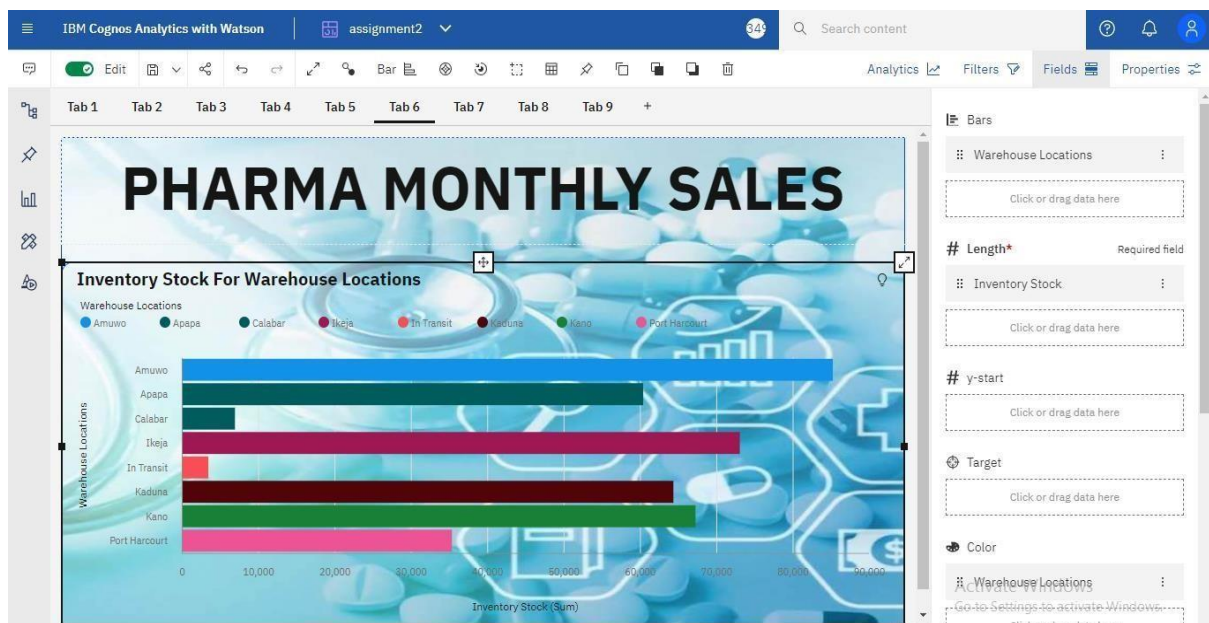 IBM Cognos Analytics with Watson
assignment2
349
Search content
Edit
Bar
Analytics
Filters
Fields
Properties
Tab 1 Tab 2 Tab 3 Tab 4 Tab 5 Tab 6 Tab 7 Tab 8 Tab 9 +
PHARMA MONTHLY SALES
Inventory Stock For Warehouse Locations
Warehouse Locations
Amuwo Apapa Calabar Ikeja In Transit Kaduna Kano Port Harcourt
Warehouse Locations
Amuwo
Apapa
Calabar
Ikeja
In Transit
Kaduna
Kano
Port Harcourt
0 10,000 20,000 30,000 40,000 50,000 60,000 70,000 80,000 90,000
Inventory Stock (Sum)
Bars
Warehouse Locations
Click or drag data here
# Length* Required field
Inventory Stock
Click or drag data here
# y-start
Click or drag data here
Target
Click or drag data here
Color
Warehouse Locations
Activate Windows
Go to Settings to activate Windows.